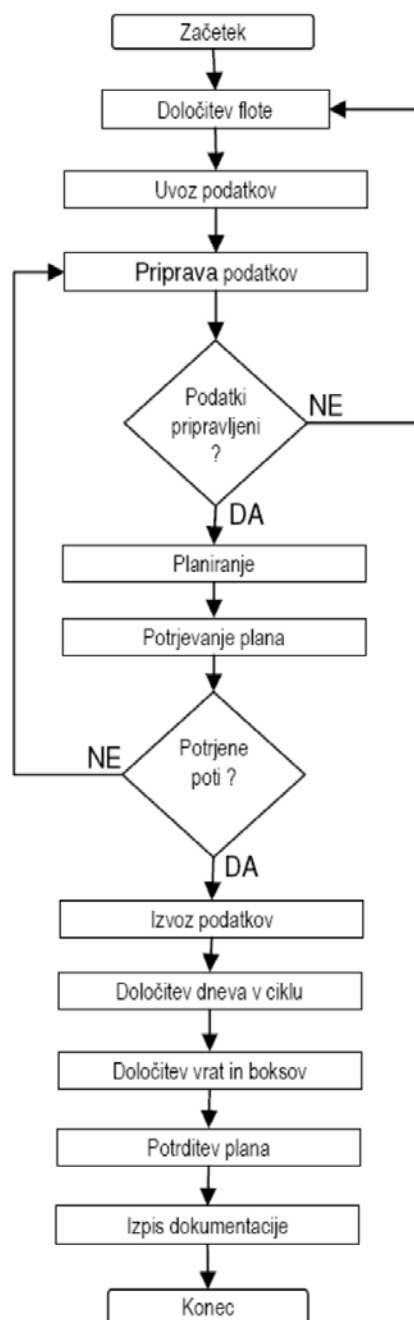 Začetek
Določitev flote
Uvoz podatkov
Priprava podatkov
Podatki
pripravljeni
?
NE
DA
Planiranje
Potrjevanje plana
Potrjene
poti ?
NE
DA
Izvoz podatkov
Določitev dneva v ciklu
Določitev vrat in boksov
Potrditev plana
Izpis dokumentacije
Konec